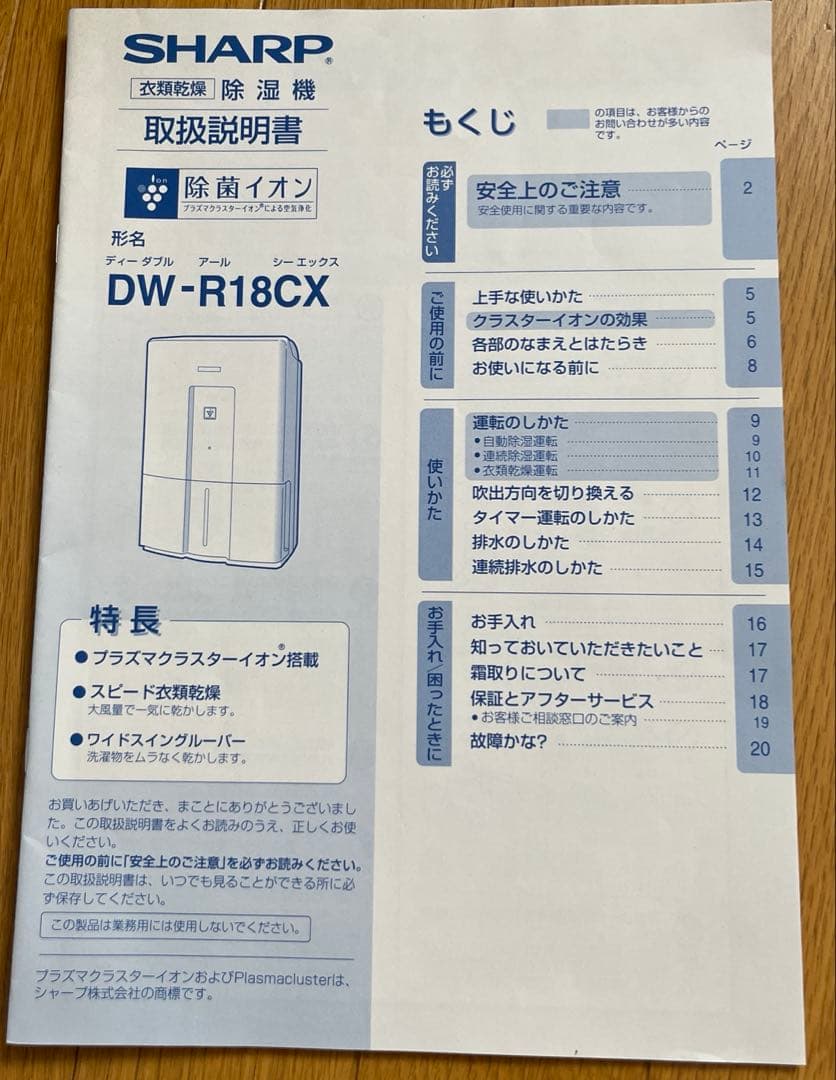 SHARP®
衣類乾燥 除湿機
取扱説明書
ion
除菌イオン
プラズマクラスターイオン®による空気浄化
形名
ディー ダブル アール シー エックス
DW-R18CX
特長
●プラズマクラスターイオン®搭載
●スピード衣類乾燥
大風量で一気に乾かします。
●ワイドスイングルーバー
洗濯物をムラなく乾かします。
お買いあげいただき、まことにありがとうございまし
た。この取扱説明書をよくお読みのうえ、正しくお使
いください。
ご使用の前に「安全上のご注意」を必ずお読みください。
この取扱説明書は、いつでも見ることができる所に必
ず保存してください。
この製品は業務用には使用しないでください。
プラズマクラスターイオンおよびPlasmaclusterは、
シャープ株式会社の商標です。
もくじ
の項目は、お客様からの
お問い合わせが多い内容
です。
ページ
必ず
お読みください
安全上のご注意 2
安全使用に関する重要な内容です。
ご使用の前に
上手な使いかた 5
クラスターイオンの効果 5
各部のなまえとはたらき 6
お使いになる前に 8
使いかた
運転のしかた 9
●自動除湿運転 9
●連続除湿運転 10
●衣類乾燥運転 11
吹出方向を切り換える 12
タイマー運転のしかた 13
排水のしかた 14
連続排水のしかた 15
お手入れ/困ったときに
お手入れ 16
知っておいていただきたいこと 17
霜取りについて 17
保証とアフターサービス 18
●お客様ご相談窓口のご案内 19
故障かな? 20